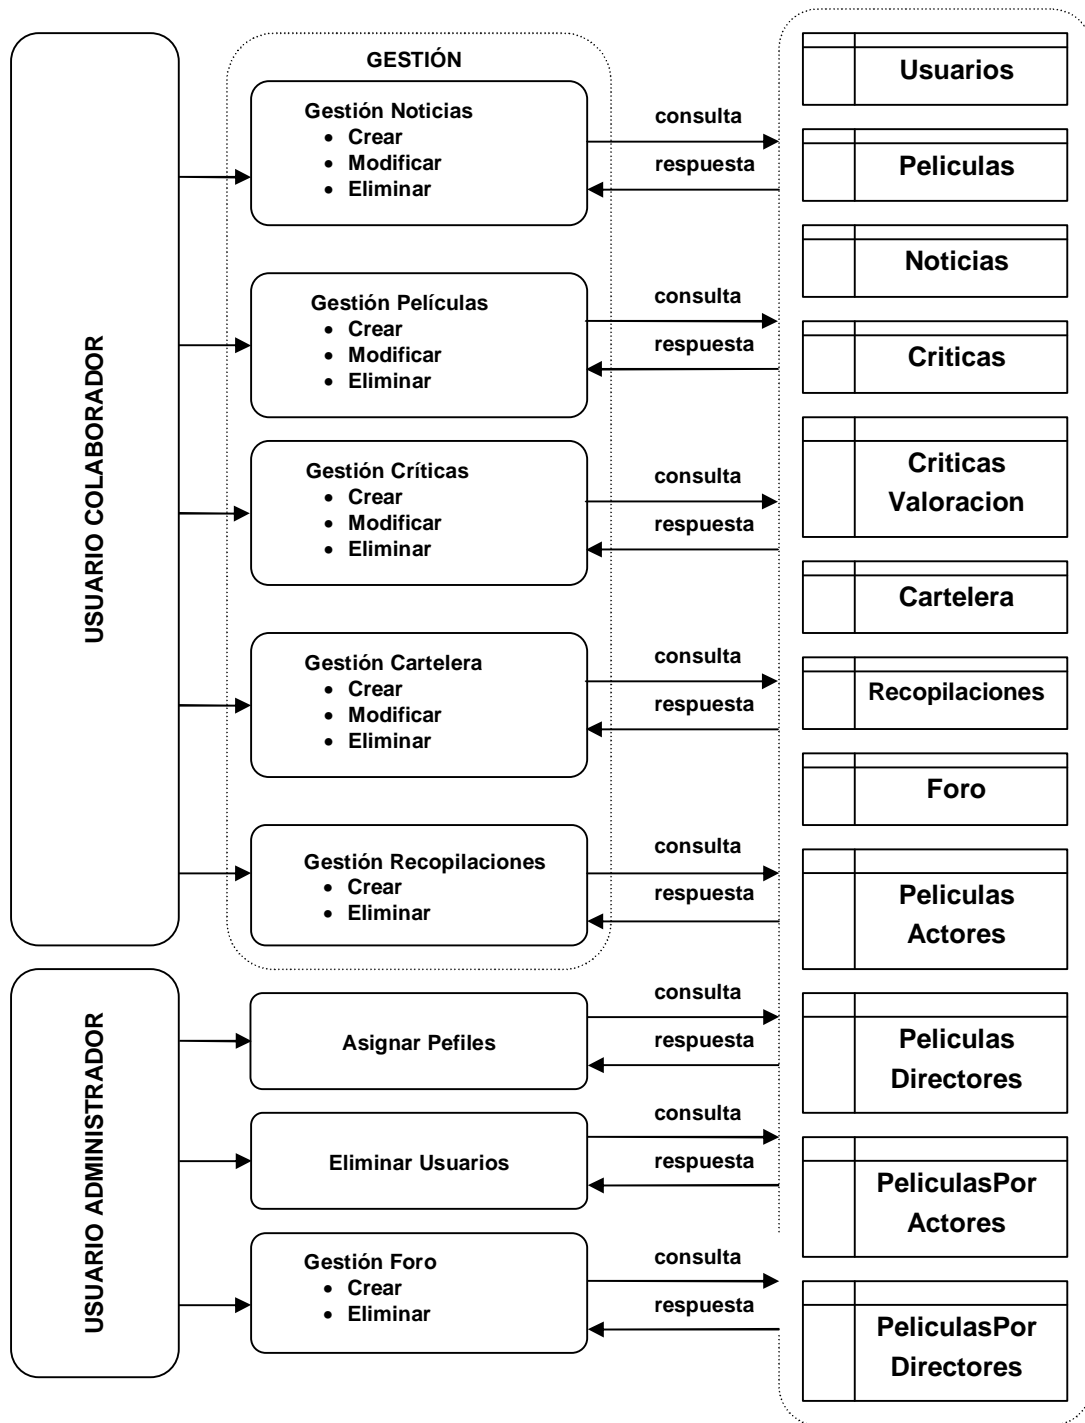 USUARIO COLABORADOR
GESTIÓN
Gestión Noticias
• Crear
• Modificar
• Eliminar
consulta
respuesta
Gestión Películas
• Crear
• Modificar
• Eliminar
consulta
respuesta
Gestión Críticas
• Crear
• Modificar
• Eliminar
consulta
respuesta
Gestión Cartelera
• Crear
• Modificar
• Eliminar
consulta
respuesta
Gestión Recopilaciones
• Crear
• Eliminar
consulta
respuesta
USUARIO ADMINISTRADOR
Asignar Pefiles
consulta
respuesta
Eliminar Usuarios
consulta
respuesta
Gestión Foro
• Crear
• Eliminar
consulta
respuesta
Usuarios
Peliculas
Noticias
Criticas
Criticas
Valoracion
Cartelera
Recopilaciones
Foro
Peliculas
Actores
Peliculas
Directores
PeliculasPor
Actores
PeliculasPor
Directores